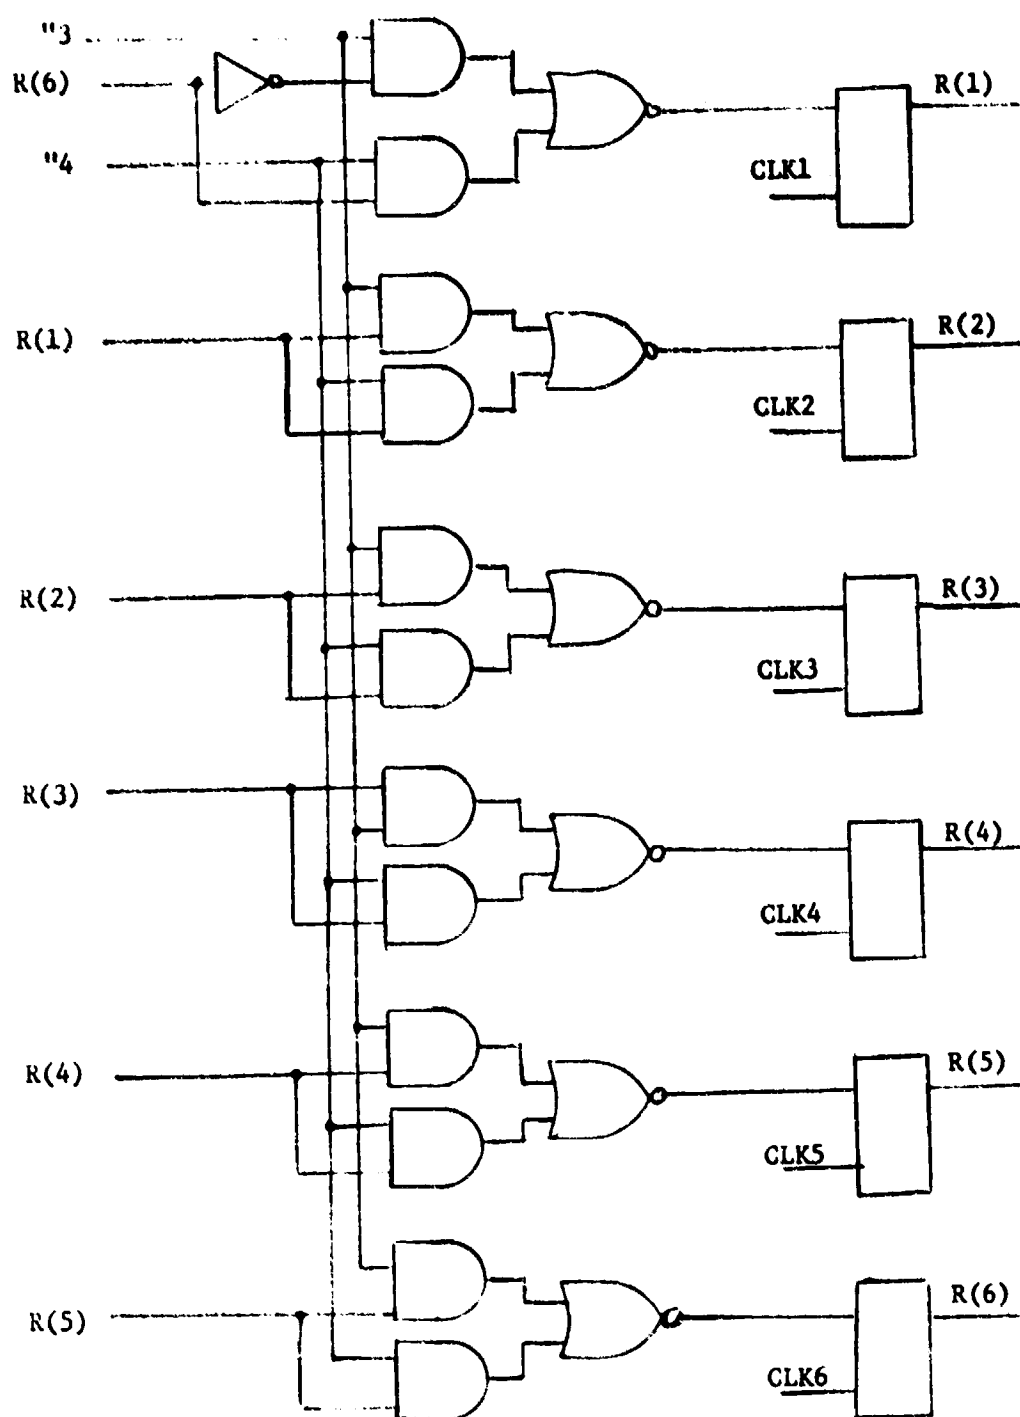 "3
R(6)
R(1)
"4
CLK1
R(1)
R(2)
CLK2
R(2)
R(3)
CLK3
R(3)
R(4)
CLK4
R(4)
R(5)
CLK5
R(5)
R(6)
CLK6